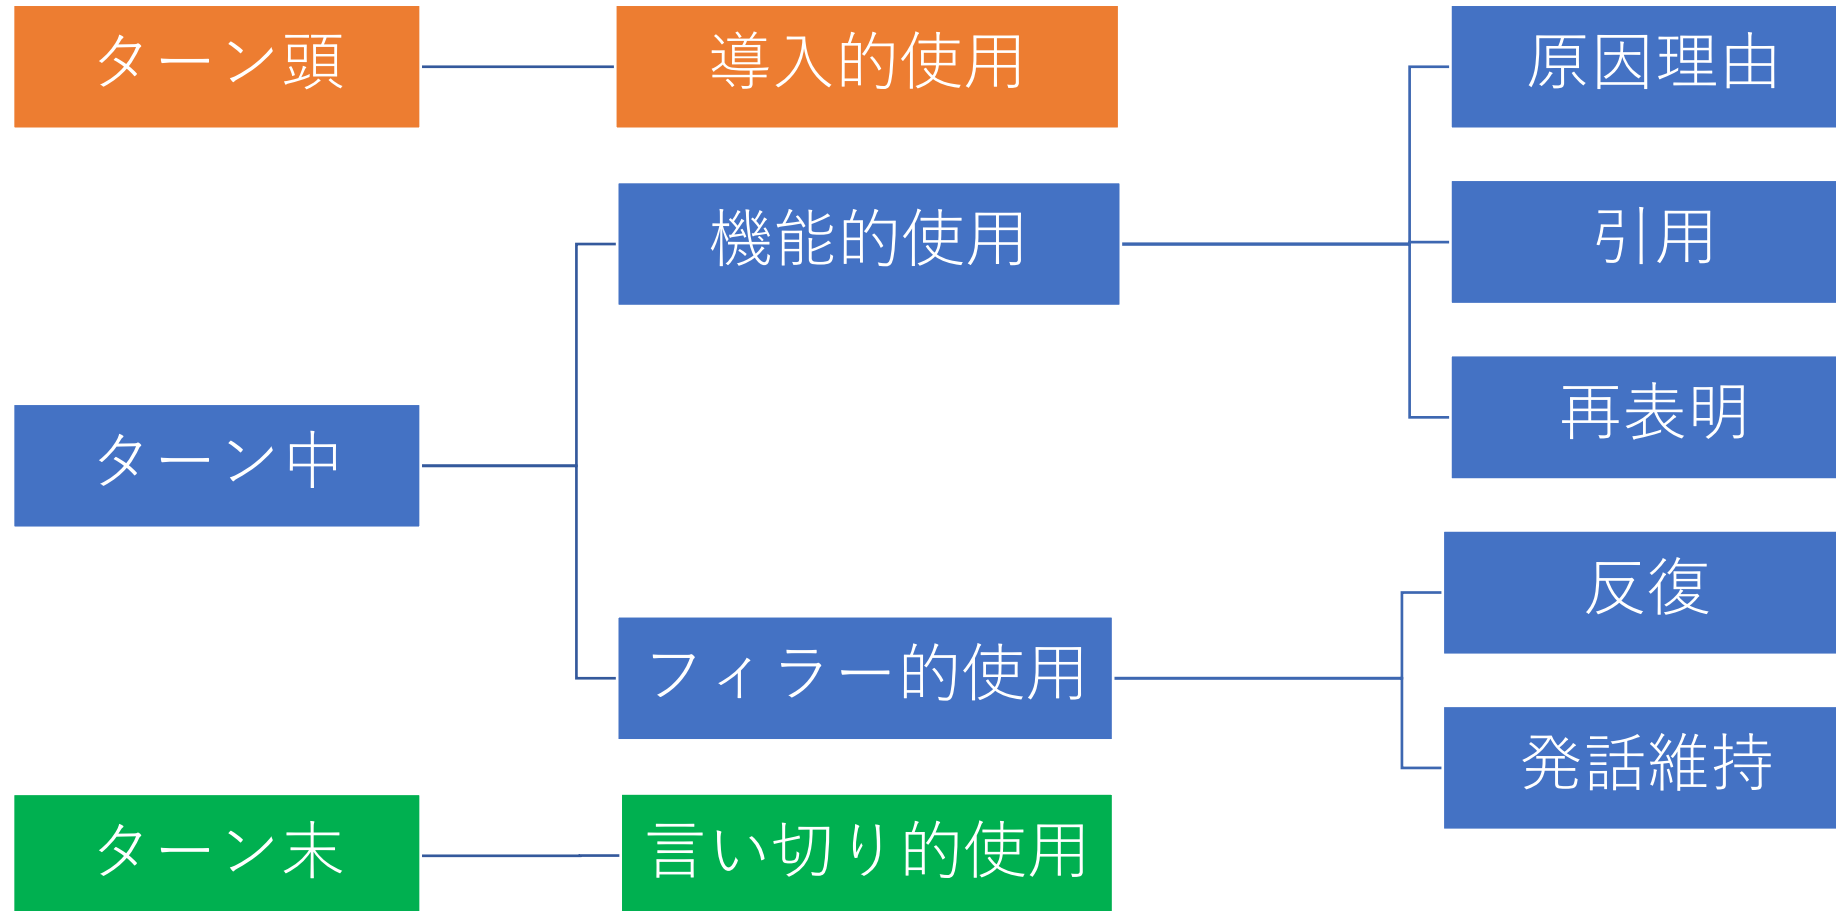 ターン頭
導入的使用
原因理由
機能的使用
引用
再表明
ターン中
反復
フィラー的使用
発話維持
ターン末
言い切り的使用